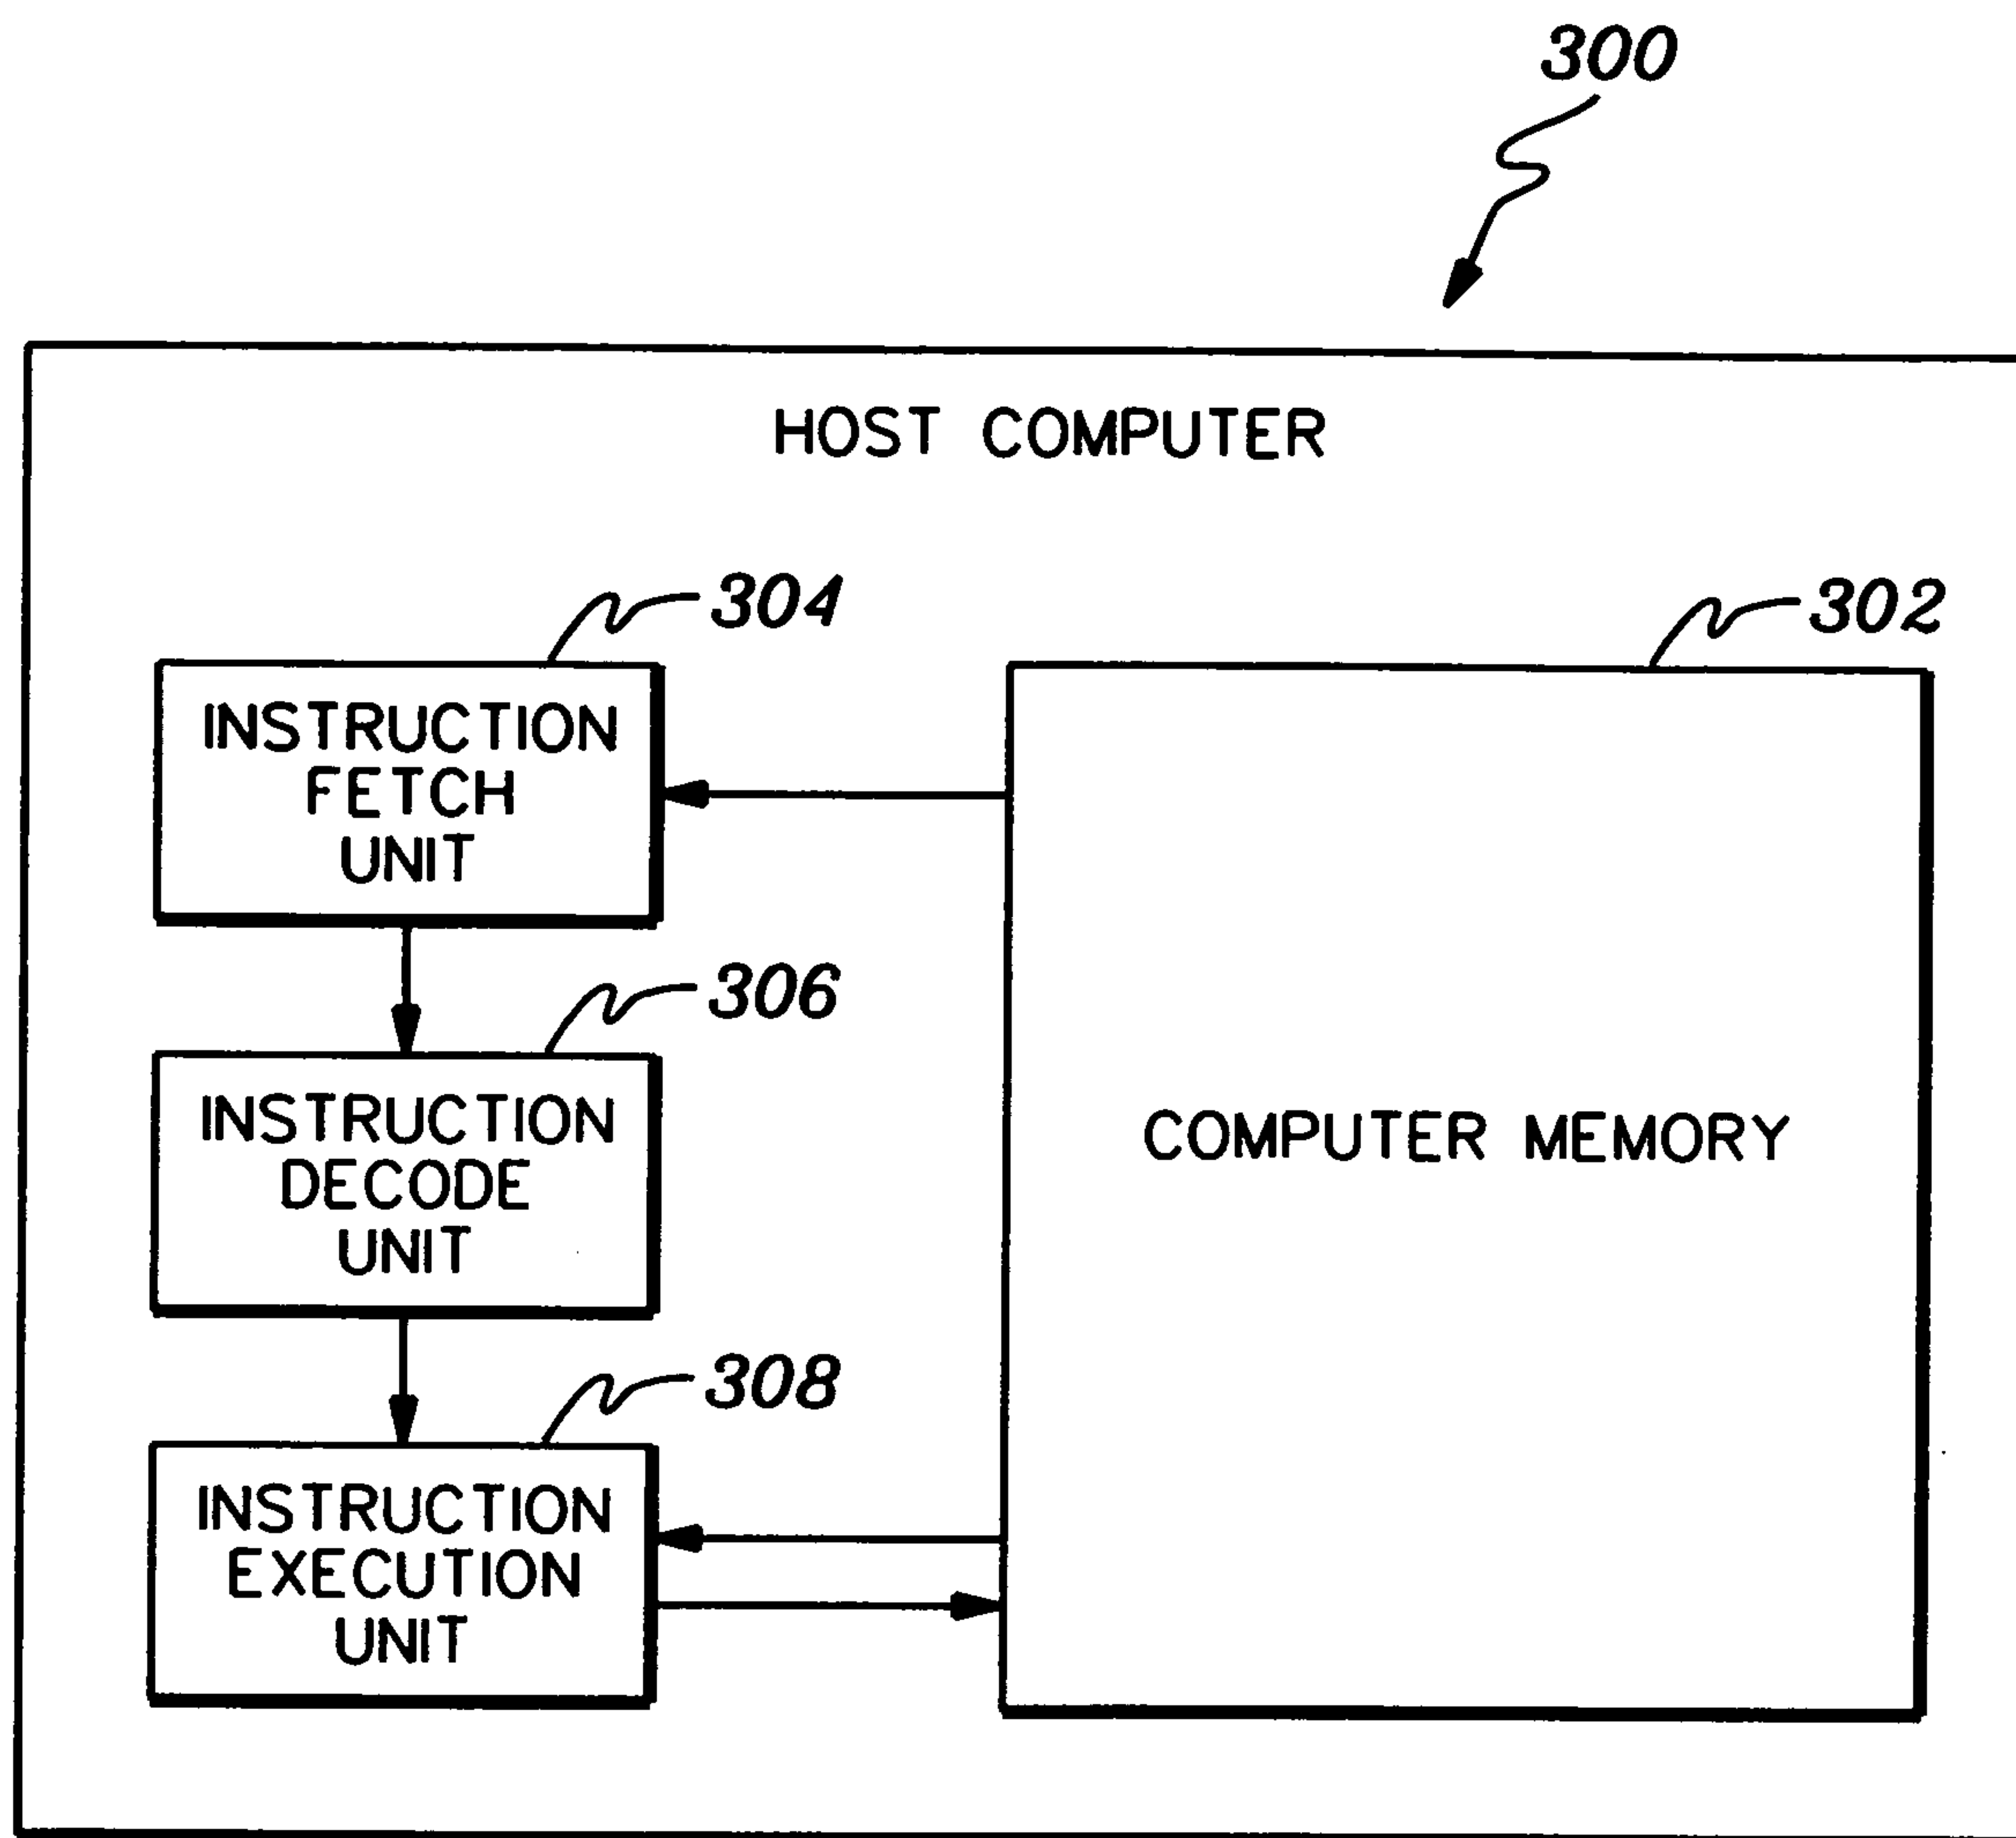 300
HOST COMPUTER
304
302
INSTRUCTION
FETCH
UNIT
306
INSTRUCTION
DECODE
UNIT
COMPUTER MEMORY
308
INSTRUCTION
EXECUTION
UNIT